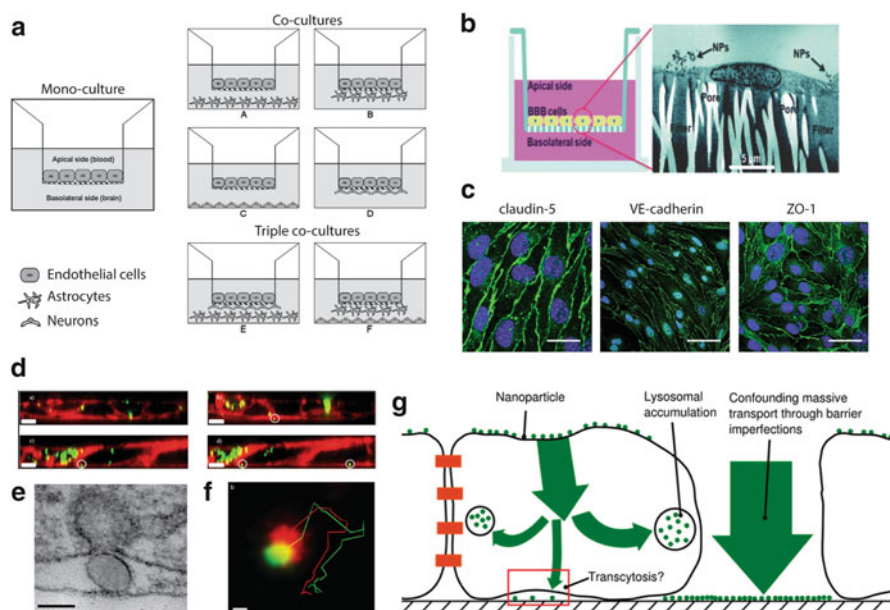 a
Mono-culture
Apical side (blood)
Basolateral side (brain)
Endothelial cells
Astrocytes
Neurons
Co-cultures
A
B
C
D
Triple co-cultures
E
F
b
Apical side
BBB cells
Basolateral side
NPs
NPs
Pore
Pore
Filter
Filter
5 µm
c
claudin-5
VE-cadherin
ZO-1
d
a)
b)
c)
d)
e
f
b
g
Nanoparticle
Lysosomal
accumulation
Confounding massive
transport through barrier
imperfections
Transcytosis?